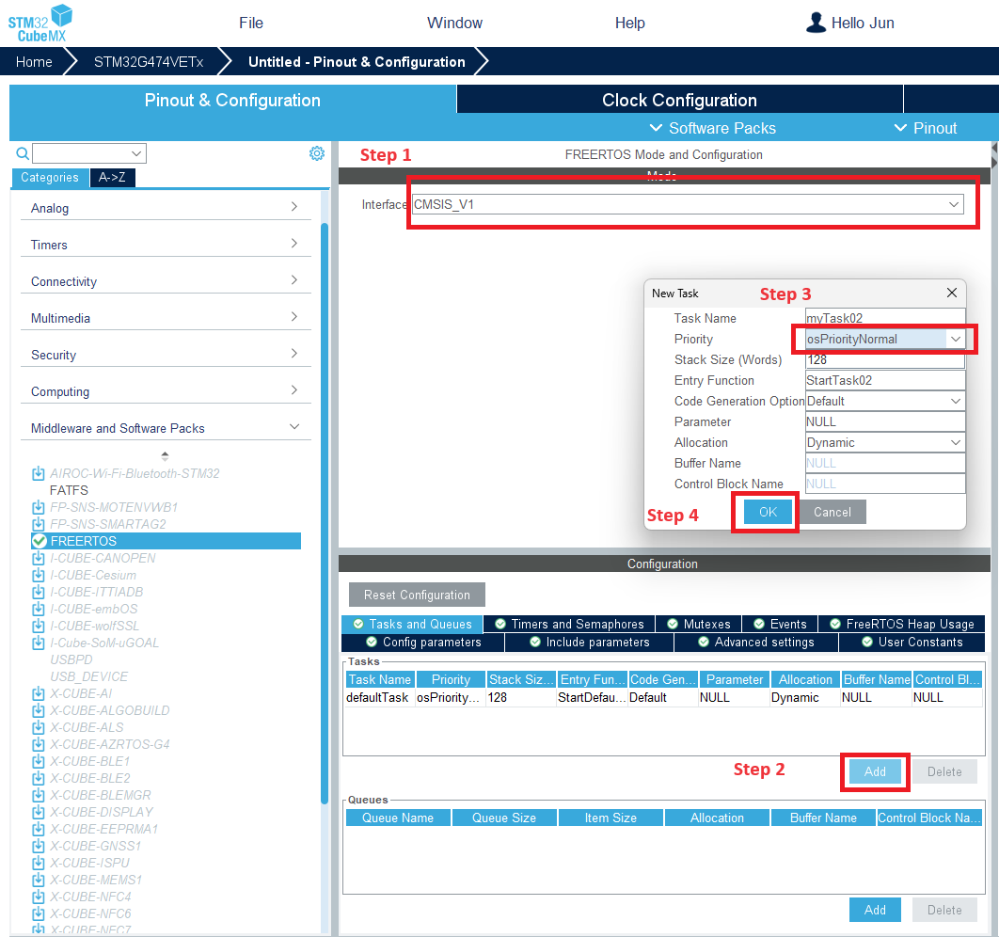 STM32
CubeMX
File
Window
Help
Hello Jun
Home
STM32G474VETx
Untitled - Pinout & Configuration
Pinout & Configuration
Clock Configuration
Software Packs
Pinout
Categories
A->Z
Analog
Timers
Connectivity
Multimedia
Security
Computing
Middleware and Software Packs
AIROC-Wi-Fi-Bluetooth-STM32
FATFS
FP-SNS-MOTENVWB1
FP-SNS-SMARTAG2
FREERTOS
I-CUBE-CANOPEN
I-CUBE-Cesium
I-CUBE-ITTIADB
I-CUBE-embOS
I-CUBE-wolfSSL
I-Cube-SoM-uGOAL
USBPD
USB_DEVICE
X-CUBE-AI
X-CUBE-ALGOBUILD
X-CUBE-ALS
X-CUBE-AZRTOS-G4
X-CUBE-BLE1
X-CUBE-BLE2
X-CUBE-BLEMGR
X-CUBE-DISPLAY
X-CUBE-EEPRMA1
X-CUBE-GNSS1
X-CUBE-ISPU
X-CUBE-MEMS1
X-CUBE-NFC4
X-CUBE-NFC6
X-CUBE-NFC7
Step 1
FREERTOS Mode and Configuration
Mode
Interface CMSIS_V1
New Task
Step 3
Task Name myTask02
Priority osPriorityNormal
Stack Size (Words) 128
Entry Function StartTask02
Code Generation Option Default
Parameter NULL
Allocation Dynamic
Buffer Name NULL
Control Block Name NULL
Step 4
OK
Cancel
Configuration
Reset Configuration
Tasks and Queues
Timers and Semaphores
Mutexes
Events
FreeRTOS Heap Usage
Config parameters
Include parameters
Advanced settings
User Constants
Tasks
Task Name Priority Stack Siz... Entry Fun... Code Gen... Parameter Allocation Buffer Name Control Bl...
defaultTask osPriority... 128 StartDefau... Default NULL Dynamic NULL NULL
Step 2
Add
Delete
Queues
Queue Name Queue Size Item Size Allocation Buffer Name Control Block Na...
Add
Delete